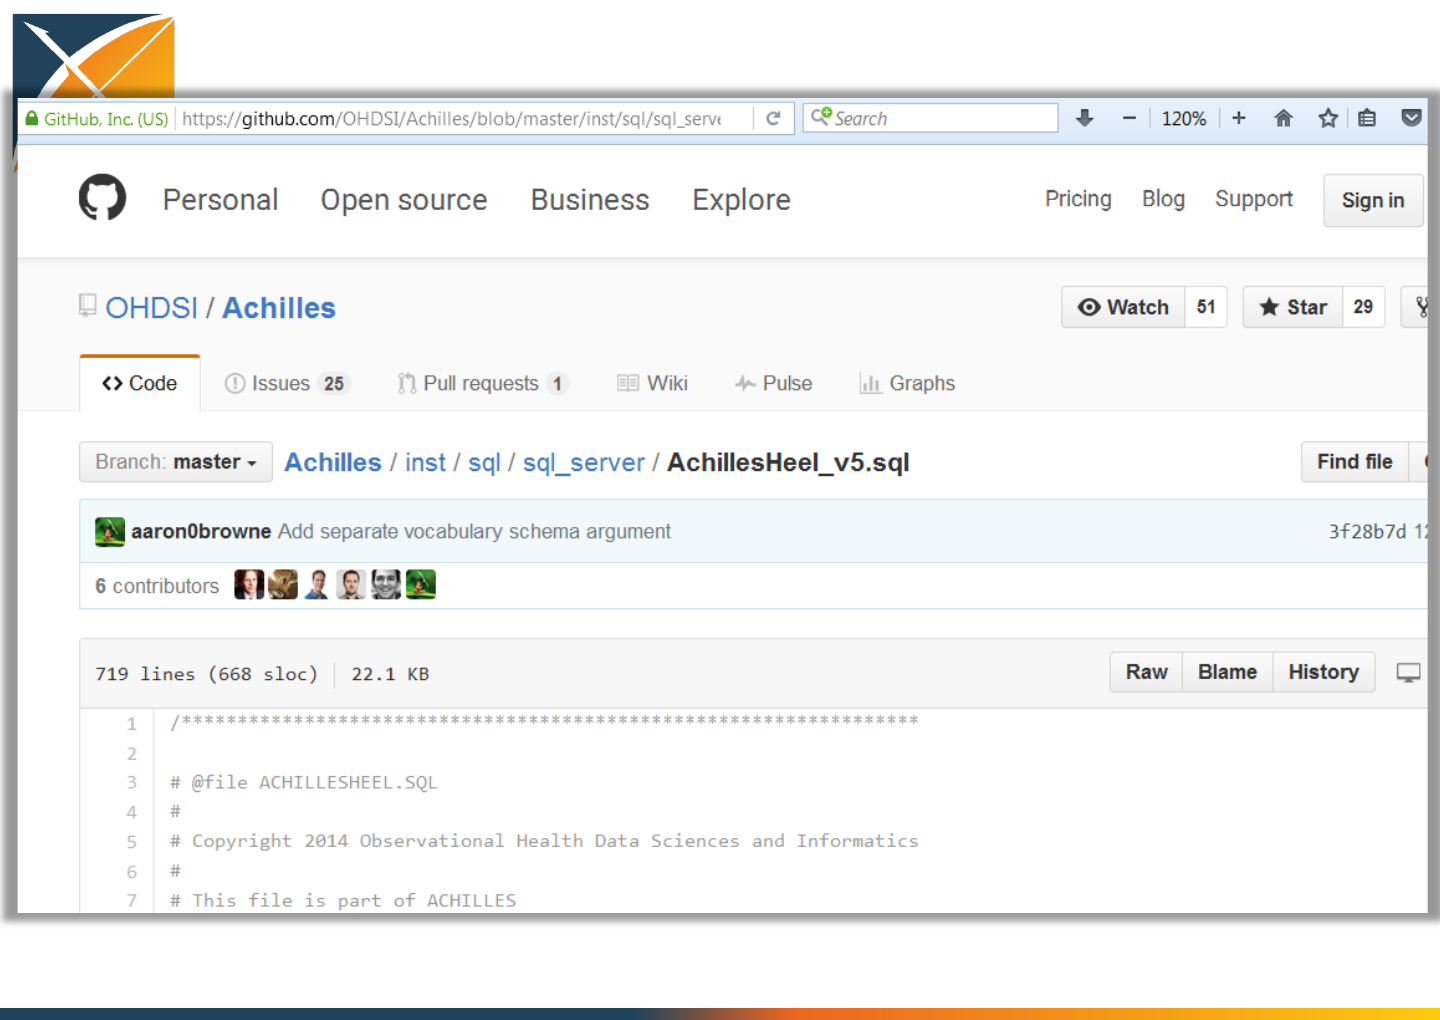 GitHub, Inc. (US) https://github.com/OHDSI/Achilles/blob/master/inst/sql/sql_serve Search 120%
Personal Open source Business Explore Pricing Blog Support Sign in
OHDSI / Achilles Watch 51 Star 29
Code Issues 25 Pull requests 1 Wiki Pulse Graphs
Branch: master Achilles / inst / sql / sql_server / AchillesHeel_v5.sql Find file
aaron0browne Add separate vocabulary schema argument 3f28b7d 12
6 contributors
719 lines (668 sloc) 22.1 KB Raw Blame History
1 /******************************************************************
2
3 # @file ACHILLESHEEL.SQL
4 #
5 # Copyright 2014 Observational Health Data Sciences and Informatics
6 #
7 # This file is part of ACHILLES